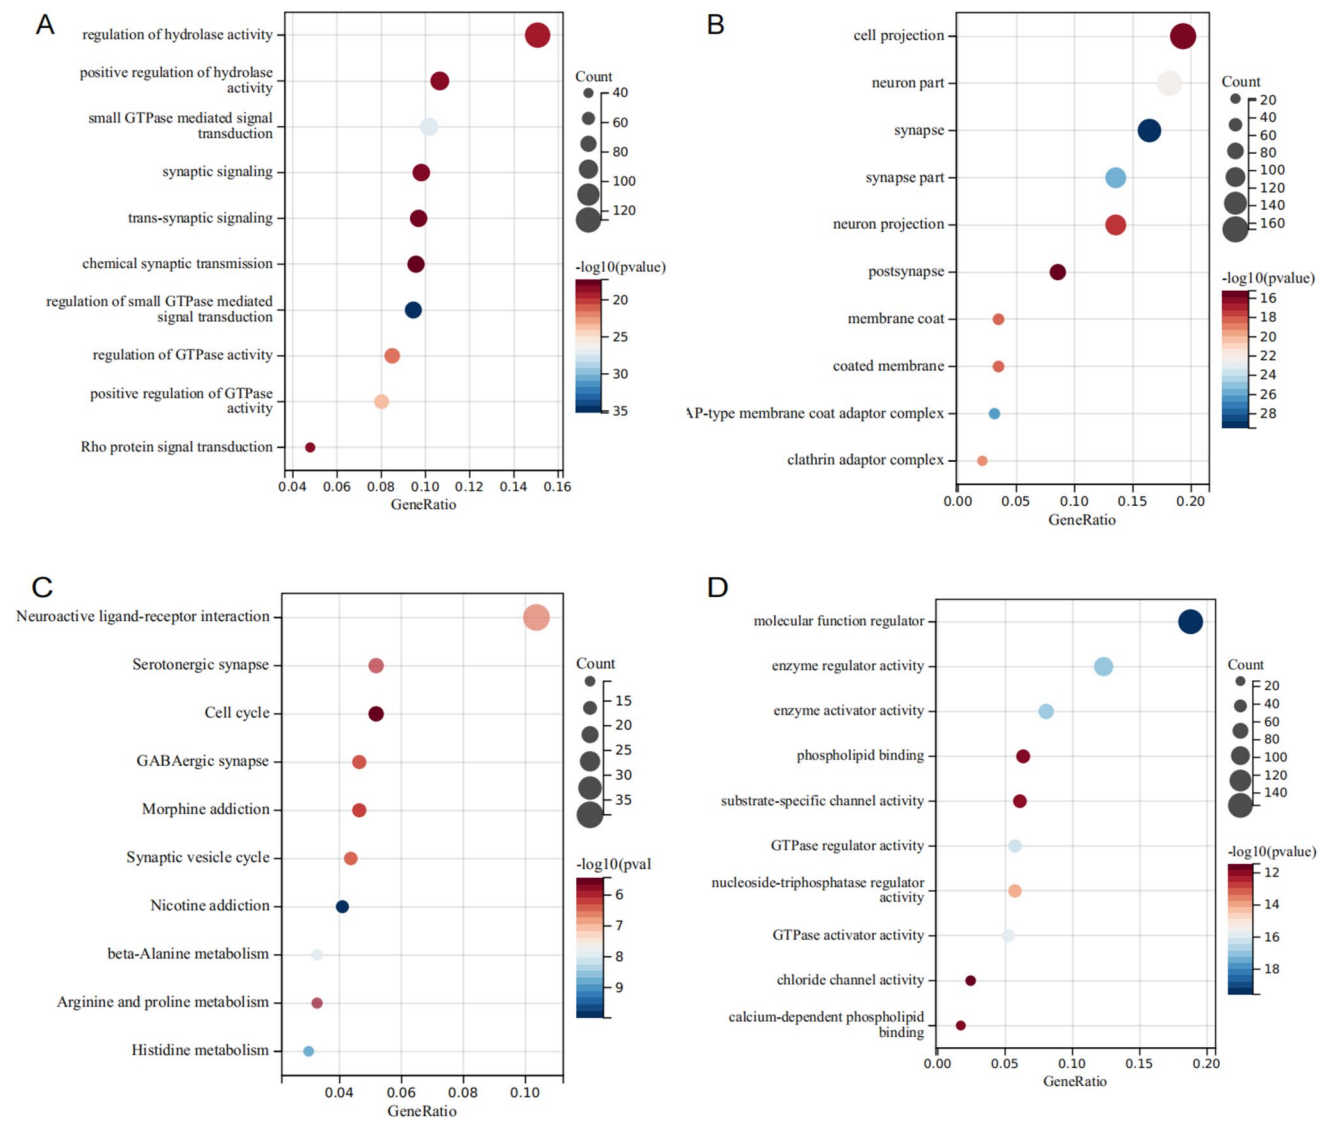 A
regulation of hydrolase activity
positive regulation of hydrolase
activity
small GTPase mediated signal
transduction
synaptic signaling
trans-synaptic signaling
chemical synaptic transmission
regulation of small GTPase mediated
signal transduction
regulation of GTPase activity
positive regulation of GTPase
activity
Rho protein signal transduction
0.04 0.06 0.08 0.10 0.12 0.14 0.16
GeneRatio
Count
40
60
80
100
120
-log10(pvalue)
20
25
30
35
B
cell projection
neuron part
synapse
synapse part
neuron projection
postsynapse
membrane coat
coated membrane
AP-type membrane coat adaptor complex
clathrin adaptor complex
0.00 0.05 0.10 0.15 0.20
GeneRatio
Count
20
40
60
80
100
120
140
160
-log10(pvalue)
16
18
20
22
24
26
28
C
Neuroactive ligand-receptor interaction
Serotonergic synapse
Cell cycle
GABAergic synapse
Morphine addiction
Synaptic vesicle cycle
Nicotine addiction
beta-Alanine metabolism
Arginine and proline metabolism
Histidine metabolism
0.04 0.06 0.08 0.10
GeneRatio
Count
15
20
25
30
35
-log10(pval
6
7
8
9
D
molecular function regulator
enzyme regulator activity
enzyme activator activity
phospholipid binding
substrate-specific channel activity
GTPase regulator activity
nucleoside-triphosphatase regulator
activity
GTPase activator activity
chloride channel activity
calcium-dependent phospholipid
binding
0.00 0.05 0.10 0.15 0.20
GeneRatio
Count
20
40
60
80
100
120
140
-log10(pvalue)
12
14
16
18